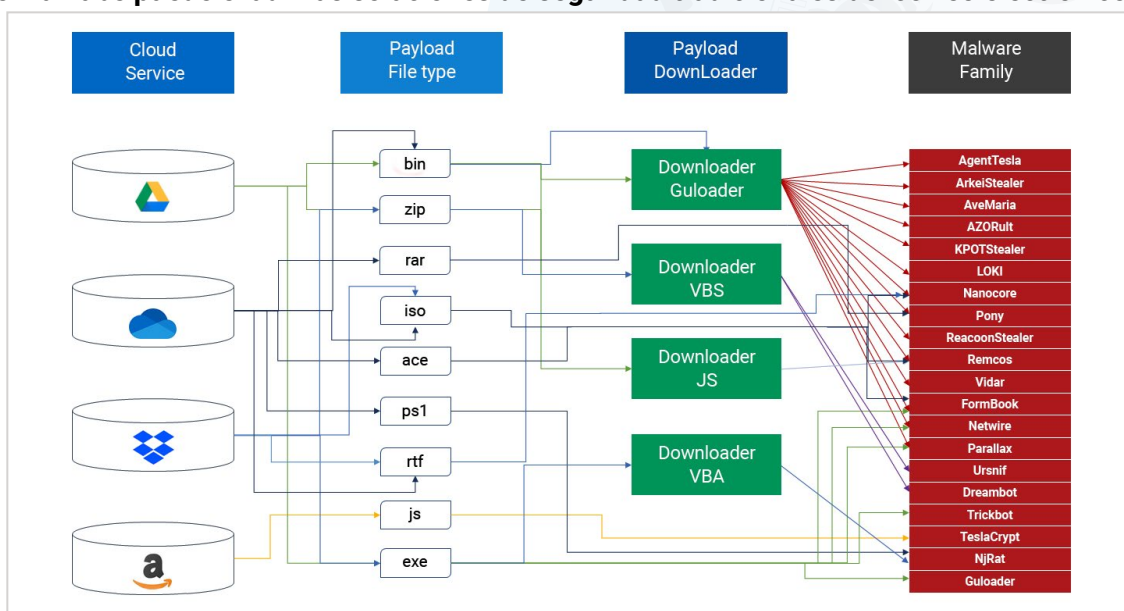 Cloud
Service
Payload
File type
Payload
DownLoader
Malware
Family
bin
zip
rar
iso
ace
ps1
rtf
js
exe
Downloader
Guloader
Downloader
VBS
Downloader
JS
Downloader
VBA
AgentTesla
ArkeiStealer
AveMaria
AZORult
KPOTStealer
LOKI
Nanocore
Pony
ReacoonStealer
Remcos
Vidar
FormBook
Netwire
Parallax
Ursnif
Dreambot
Trickbot
TeslaCrypt
NjRat
Guloader